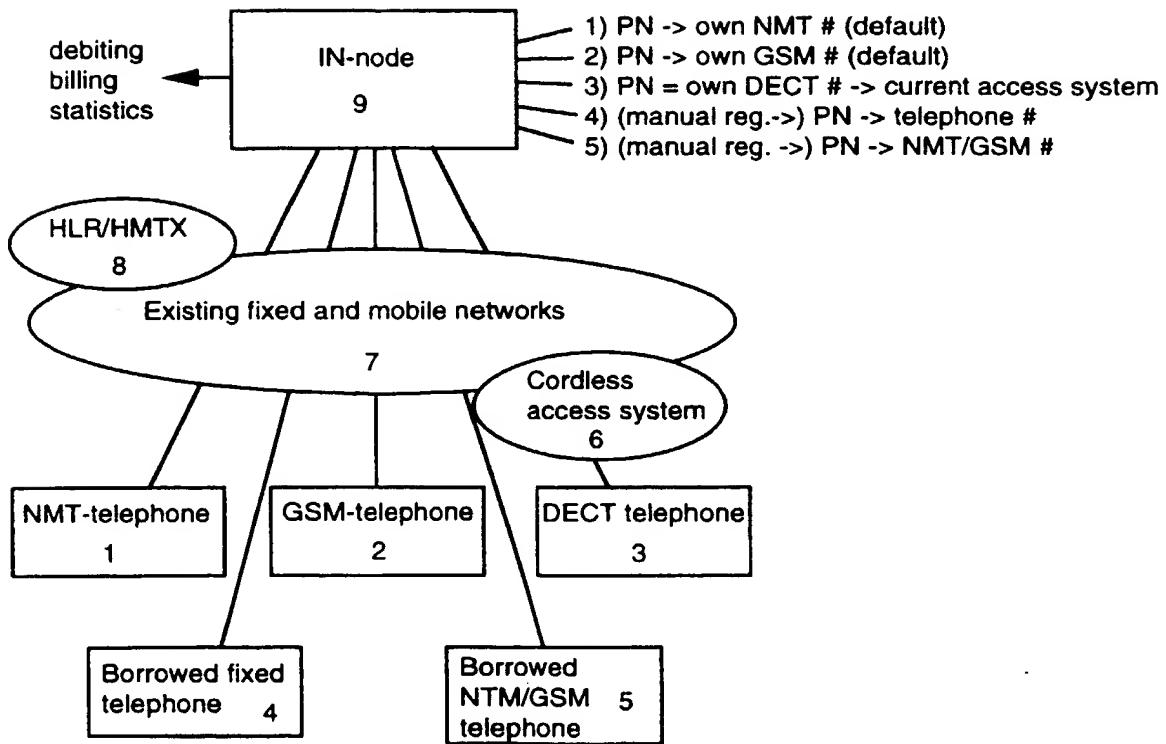 debiting
billing
statistics
IN-node
9
1) PN -> own NMT # (default)
2) PN -> own GSM # (default)
3) PN = own DECT # -> current access system
4) (manual reg.->) PN -> telephone #
5) (manual reg. ->) PN -> NMT/GSM #
HLR/HMTX
8
Existing fixed and mobile networks
7
Cordless
access system
6
NMT-telephone
1
GSM-telephone
2
DECT telephone
3
Borrowed fixed
telephone 4
Borrowed
NTM/GSM 5
telephone